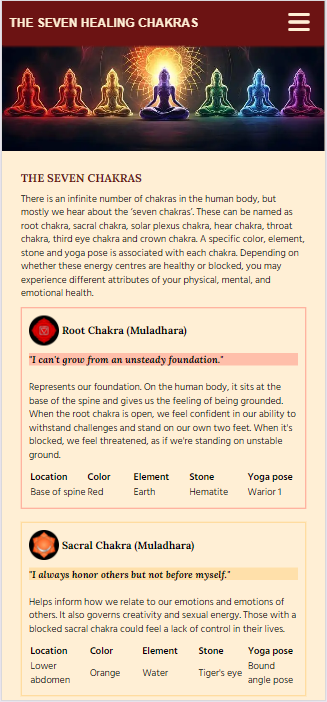 THE SEVEN HEALING CHAKRAS
THE SEVEN CHAKRAS
There is an infinite number of chakras in the human body, but
mostly we hear about the ‘seven chakras’. These can be named as
root chakra, sacral chakra, solar plexus chakra, hear chakra, throat
chakra, third eye chakra and crown chakra. A specific color, element,
stone and yoga pose is associated with each chakra. Depending on
whether these energy centres are healthy or blocked, you may
experience different attributes of your physical, mental, and
emotional health.
Root Chakra (Muladhara)
"I can't grow from an unsteady foundation."
Represents our foundation. On the human body, it sits at the
base of the spine and gives us the feeling of being grounded.
When the root chakra is open, we feel confident in our ability to
withstand challenges and stand on our own two feet. When it's
blocked, we feel threatened, as if we're standing on unstable
ground.
Location Color Element Stone Yoga pose
Base of spine Red Earth Hematite Warior 1
Sacral Chakra (Muladhara)
"I always honor others but not before myself."
Helps inform how we relate to our emotions and emotions of
others. It also governs creativity and sexual energy. Those with a
blocked sacral chakra could feel a lack of control in their lives.
Location Color Element Stone Yoga pose
Lower abdomen Orange Water Tiger's eye Bound angle pose